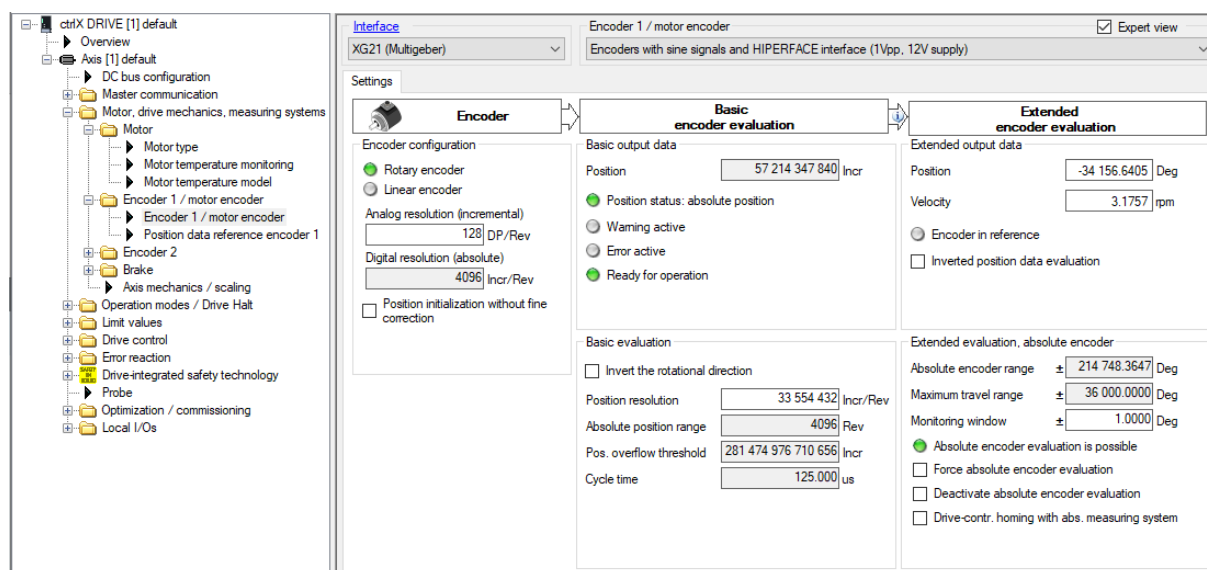 ctrlX DRIVE [1] default
Overview
Axis [1] default
DC bus configuration
Master communication
Motor, drive mechanics, measuring systems
Motor
Motor type
Motor temperature monitoring
Motor temperature model
Encoder 1 / motor encoder
Encoder 1 / motor encoder
Position data reference encoder 1
Encoder 2
Brake
Axis mechanics / scaling
Operation modes / Drive Halt
Limit values
Drive control
Error reaction
Drive-integrated safety technology
Probe
Optimization / commissioning
Local I/Os
Interface
XG21 (Multigeber)
Encoder 1 / motor encoder
Expert view
Encoders with sine signals and HIPERFACE interface (1Vpp, 12V supply)
Settings
Encoder
Encoder configuration
Rotary encoder
Linear encoder
Analog resolution (incremental)
128 DP/Rev
Digital resolution (absolute)
4096 Incr/Rev
Position initialization without fine
correction
Basic
encoder evaluation
Basic output data
Position 57 214 347 840 Incr
Position status: absolute position
Warning active
Error active
Ready for operation
Basic evaluation
Invert the rotational direction
Position resolution 33 554 432 Incr/Rev
Absolute position range 4096 Rev
Pos. overflow threshold 281 474 976 710 656 Incr
Cycle time 125.000 us
Extended
encoder evaluation
Extended output data
Position -34 156.6405 Deg
Velocity 3.1757 rpm
Encoder in reference
Inverted position data evaluation
Extended evaluation, absolute encoder
Absolute encoder range ± 214 748.3647 Deg
Maximum travel range ± 36 000.0000 Deg
Monitoring window ± 1.0000 Deg
Absolute encoder evaluation is possible
Force absolute encoder evaluation
Deactivate absolute encoder evaluation
Drive-contr. homing with abs. measuring system